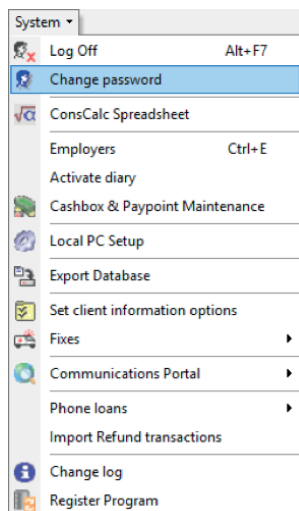 System
Log Off Alt+F7
Change password
ConsCalc Spreadsheet
Employers Ctrl+E
Activate diary
Cashbox & Paypoint Maintenance
Local PC Setup
Export Database
Set client information options
Fixes
Communications Portal
Phone loans
Import Refund transactions
Change log
Register Program